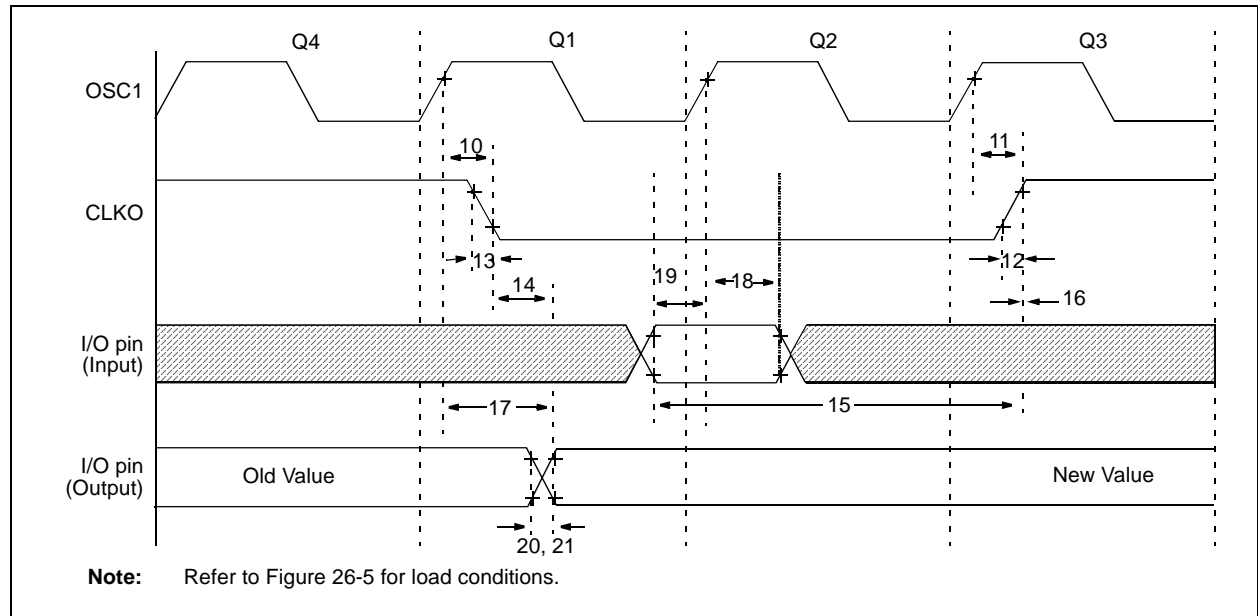 Q4 Q1 Q2 Q3
OSC1
10 11
CLKO
13 12
14 19 18 16
I/O pin
(Input)
17 15
I/O pin
(Output)
Old Value New Value
20, 21
Note: Refer to Figure 26-5 for load conditions.